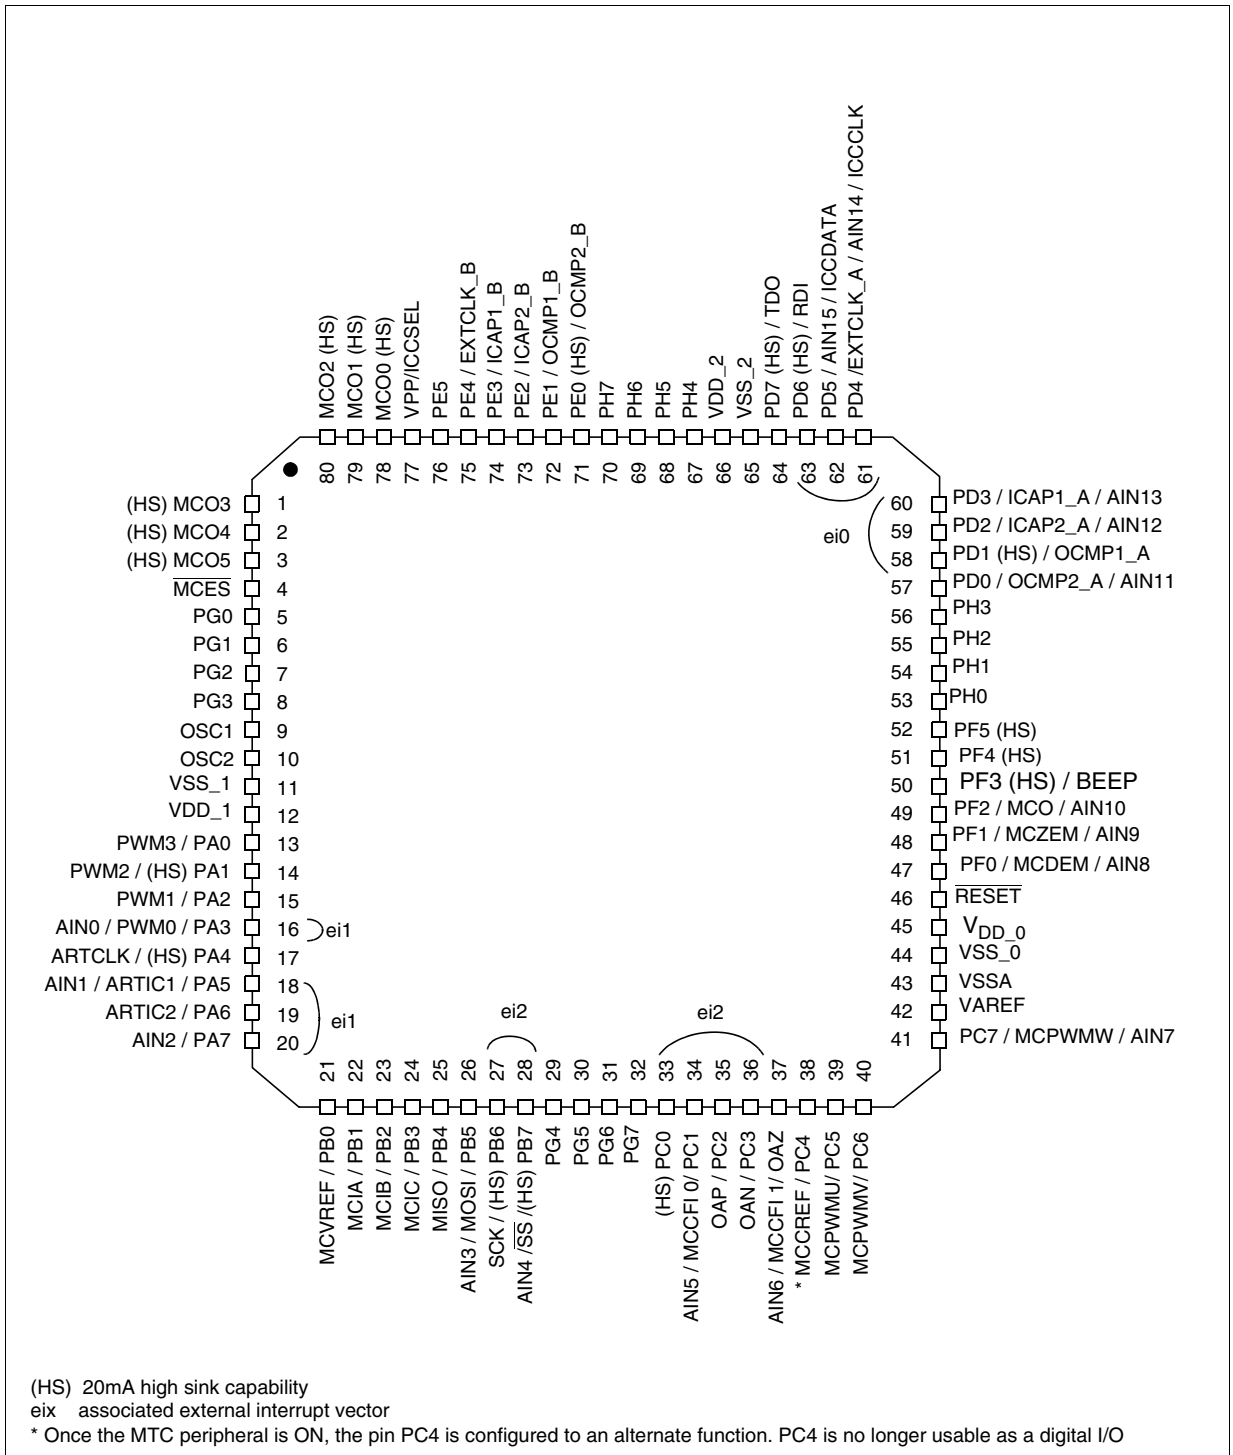 MCO2 (HS)
MCO1 (HS)
MCO0 (HS)
VPP/ICCSEL
PE5
PE4 / EXTCLK_B
PE3 / ICAP1_B
PE2 / ICAP2_B
PE1 / OCMP1_B
PE0 (HS) / OCMP2_B
PH7
PH6
PH5
PH4
VDD_2
VSS_2
PD7 (HS) / TDO
PD6 (HS) / RDI
PD5 / AIN15 / ICCDATA
PD4 /EXTCLK_A / AIN14 / ICCCLK
80 79 78 77 76 75 74 73 72 71 70 69 68 67 66 65 64 63 62 61
(HS) MCO3 1
(HS) MCO4 2
(HS) MCO5 3
MCES 4
PG0 5
PG1 6
PG2 7
PG3 8
OSC1 9
OSC2 10
VSS_1 11
VDD_1 12
PWM3 / PA0 13
PWM2 / (HS) PA1 14
PWM1 / PA2 15
AIN0 / PWM0 / PA3 16 ei1
ARTCLK / (HS) PA4 17
AIN1 / ARTIC1 / PA5 18
ARTIC2 / PA6 19 ei1
AIN2 / PA7 20
60 PD3 / ICAP1_A / AIN13
ei0 59 PD2 / ICAP2_A / AIN12
58 PD1 (HS) / OCMP1_A
57 PD0 / OCMP2_A / AIN11
56 PH3
55 PH2
54 PH1
53 PH0
52 PF5 (HS)
51 PF4 (HS)
50 PF3 (HS) / BEEP
49 PF2 / MCO / AIN10
48 PF1 / MCZEM / AIN9
47 PF0 / MCDEM / AIN8
46 RESET
45 VDD_0
44 VSS_0
43 VSSA
42 VAREF
41 PC7 / MCPWMW / AIN7
ei2 ei2
21 22 23 24 25 26 27 28 29 30 31 32 33 34 35 36 37 38 39 40
MCVREF / PB0
MCIA / PB1
MCIB / PB2
MCIC / PB3
MISO / PB4
AIN3 / MOSI / PB5
SCK / (HS) PB6
AIN4 /SS /(HS) PB7
PG4
PG5
PG6
PG7
(HS) PC0
AIN5 / MCCFI 0/ PC1
OAP / PC2
OAN / PC3
AIN6 / MCCFI 1/ OAZ
* MCCREF / PC4
MCPWMU/ PC5
MCPWMV/ PC6
(HS) 20mA high sink capability
eix associated external interrupt vector
* Once the MTC peripheral is ON, the pin PC4 is configured to an alternate function. PC4 is no longer usable as a digital I/O